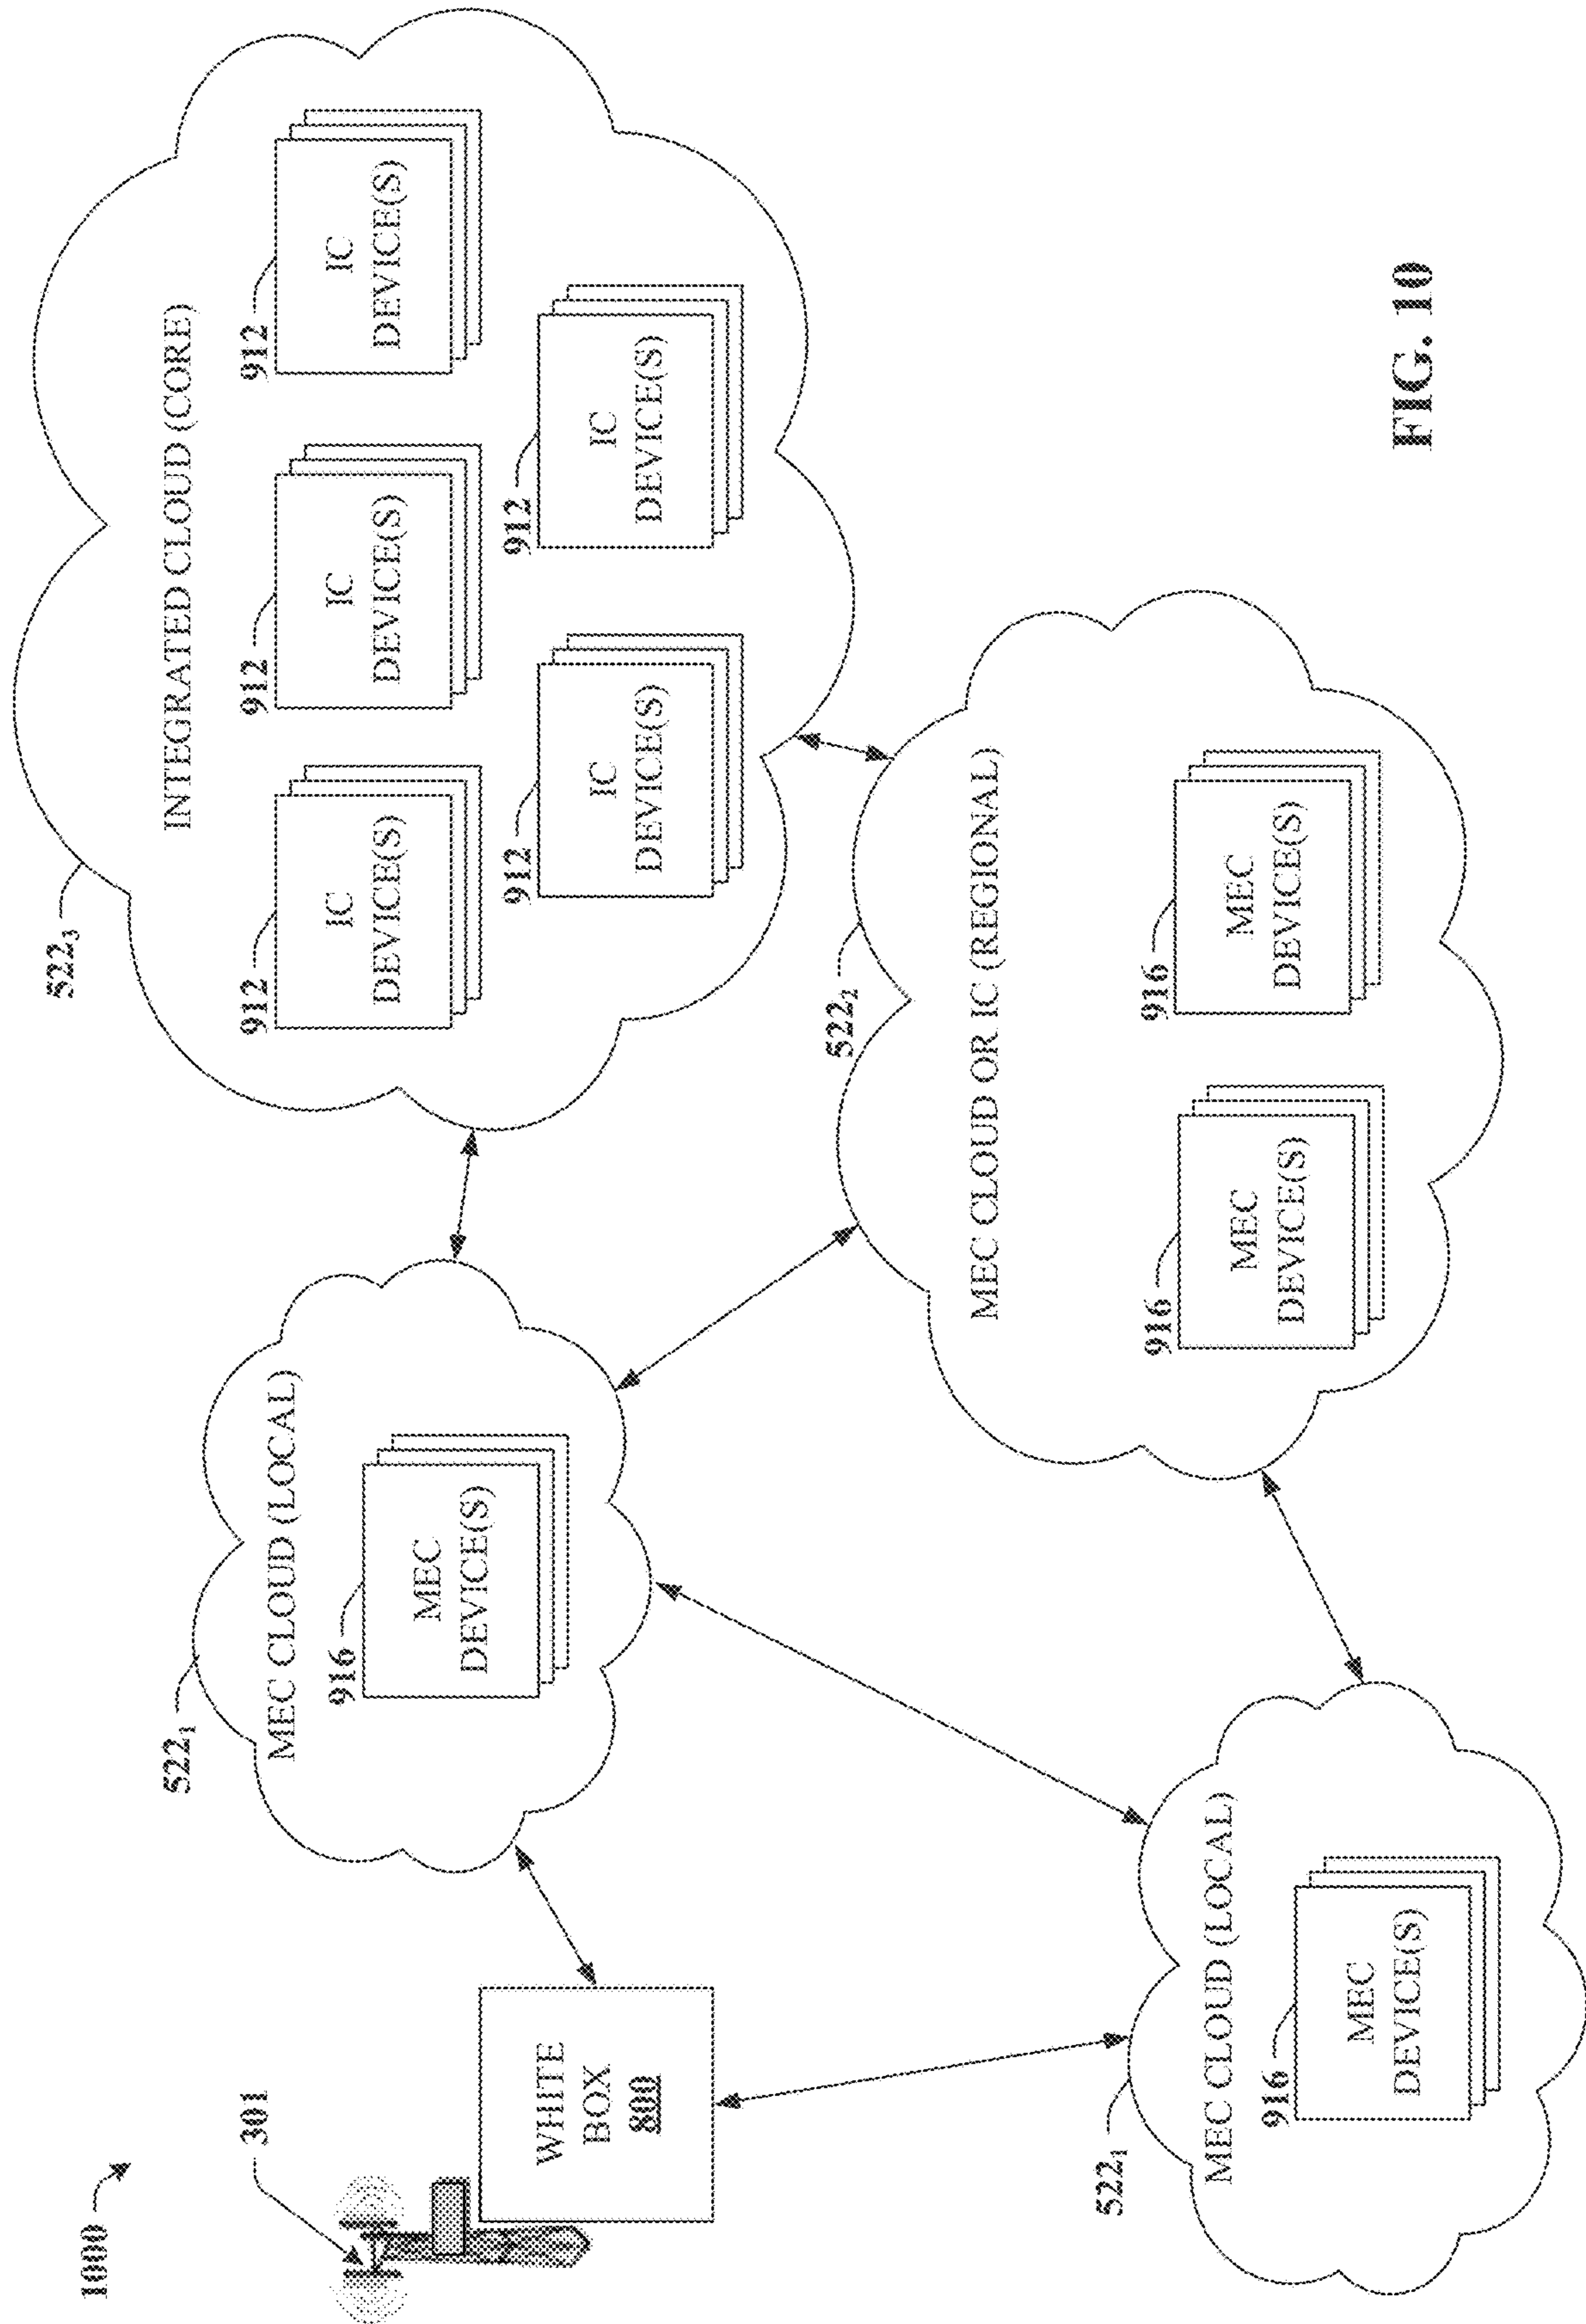 1000
301
WHITE
BOX
800
522₁
MEC CLOUD (LOCAL)
916
MEC
DEVICE(S)
522₃
INTEGRATED CLOUD (CORE)
912
IC
DEVICE(S)
912
IC
DEVICE(S)
912
IC
DEVICE(S)
912
IC
DEVICE(S)
912
IC
DEVICE(S)
522₁
MEC CLOUD (LOCAL)
916
MEC
DEVICE(S)
522₂
MEC CLOUD OR IC (REGIONAL)
916
MEC
DEVICE(S)
916
MEC
DEVICE(S)
FIG. 10